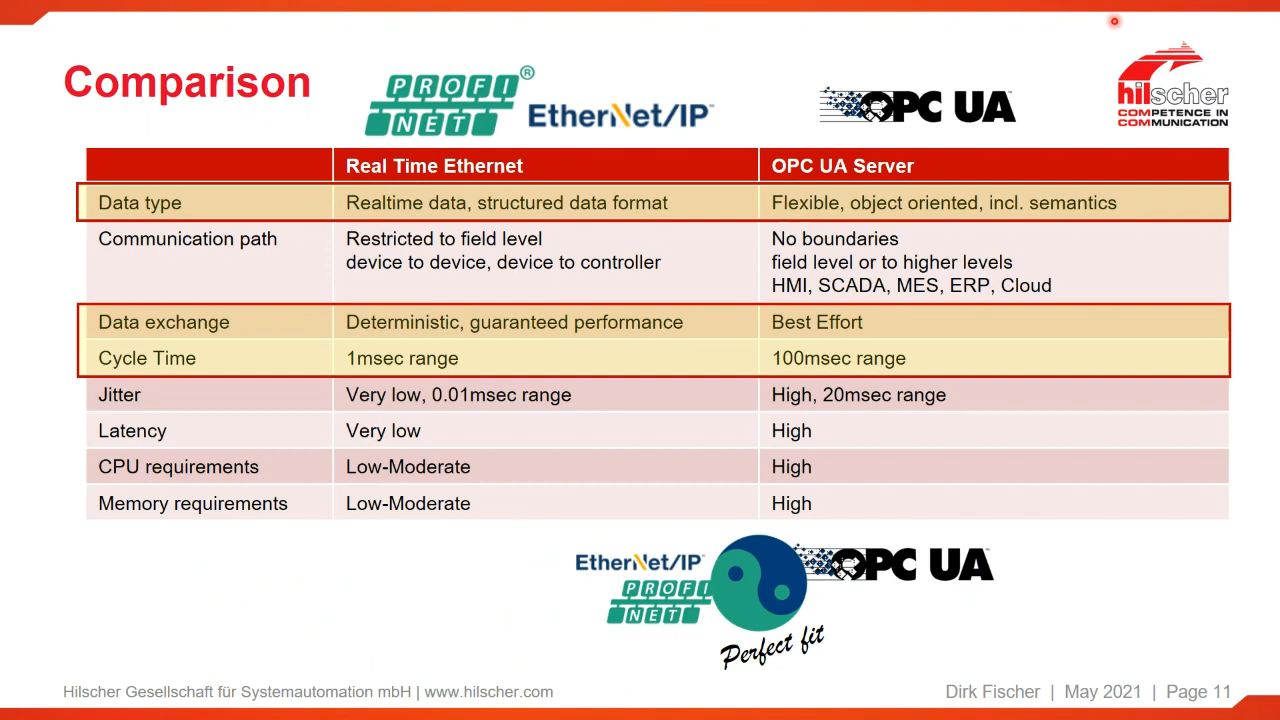 Comparison
PROFI®
NET
EtherNet/IP™
OPC UA™
hilscher
COMPETENCE IN
COMMUNICATION
Real Time Ethernet OPC UA Server
Data type Realtime data, structured data format Flexible, object oriented, incl. semantics
Communication path Restricted to field level No boundaries
device to device, device to controller field level or to higher levels
HMI, SCADA, MES, ERP, Cloud
Data exchange Deterministic, guaranteed performance Best Effort
Cycle Time 1msec range 100msec range
Jitter Very low, 0.01msec range High, 20msec range
Latency Very low High
CPU requirements Low-Moderate High
Memory requirements Low-Moderate High
EtherNet/IP™
PROFI
NET
OPC UA™
Perfect fit
Hilscher Gesellschaft für Systemautomation mbH | www.hilscher.com
Dirk Fischer | May 2021 | Page 11